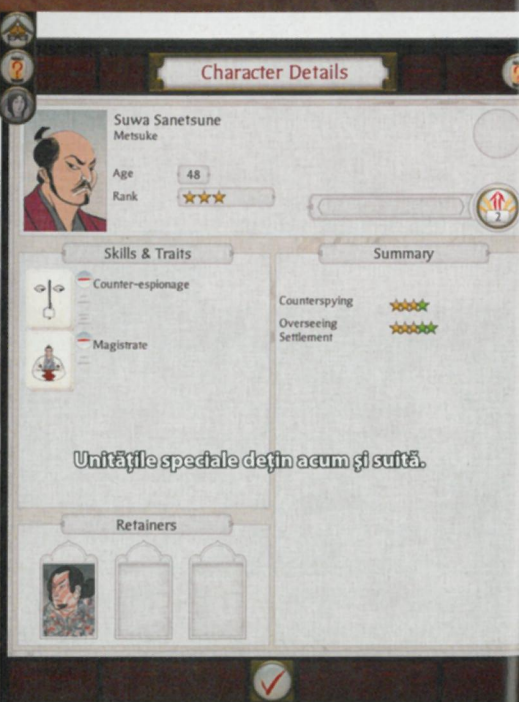 Character Details
Suwa Sanetsune
Metsuke
Age 48
Rank
2
Skills & Traits
Counter-espionage
Magistrate
Summary
Counterspying
Overseeing
Settlement
Unitățile speciale dețin acum și suită.
Retainers